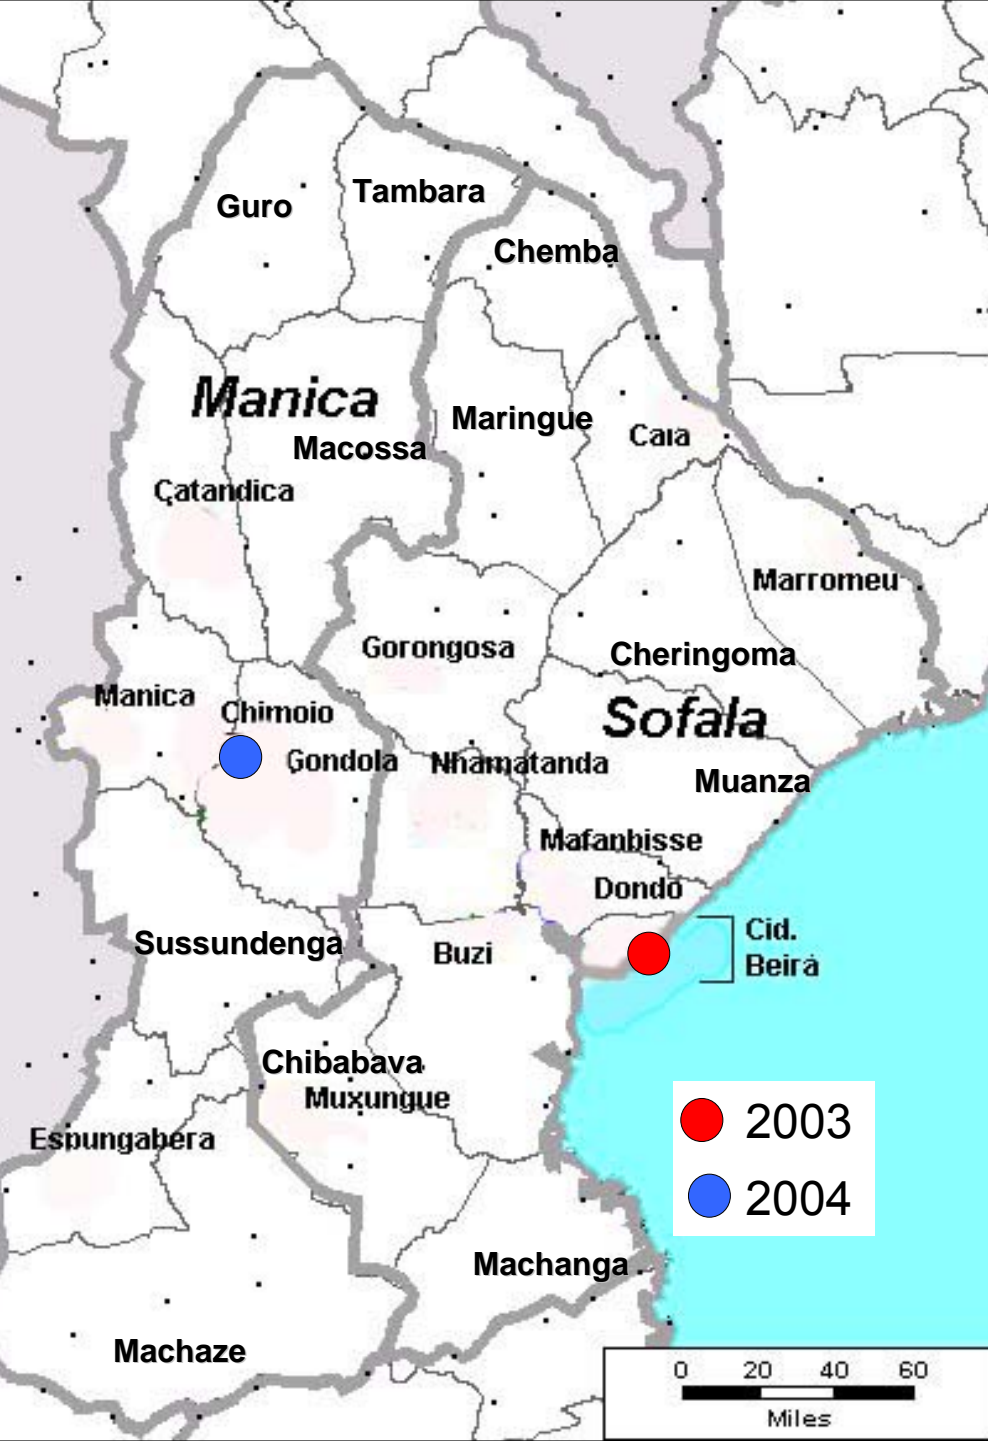 Tambara
Guro
Chemba
Manica
Maringue
Caia
Macossa
Catandica
Marromeu
Gorongosa
Cheringoma
Manica
Chimoio
Sofala
Gondola
Nhamatanda
Muanza
Mafanbisse
Dondo
Cid.
Beira
Sussundenga
Buzi
Chibabava
Muxungue
Espungabera
2003
2004
Machanga
Machaze
0 20 40 60
Miles